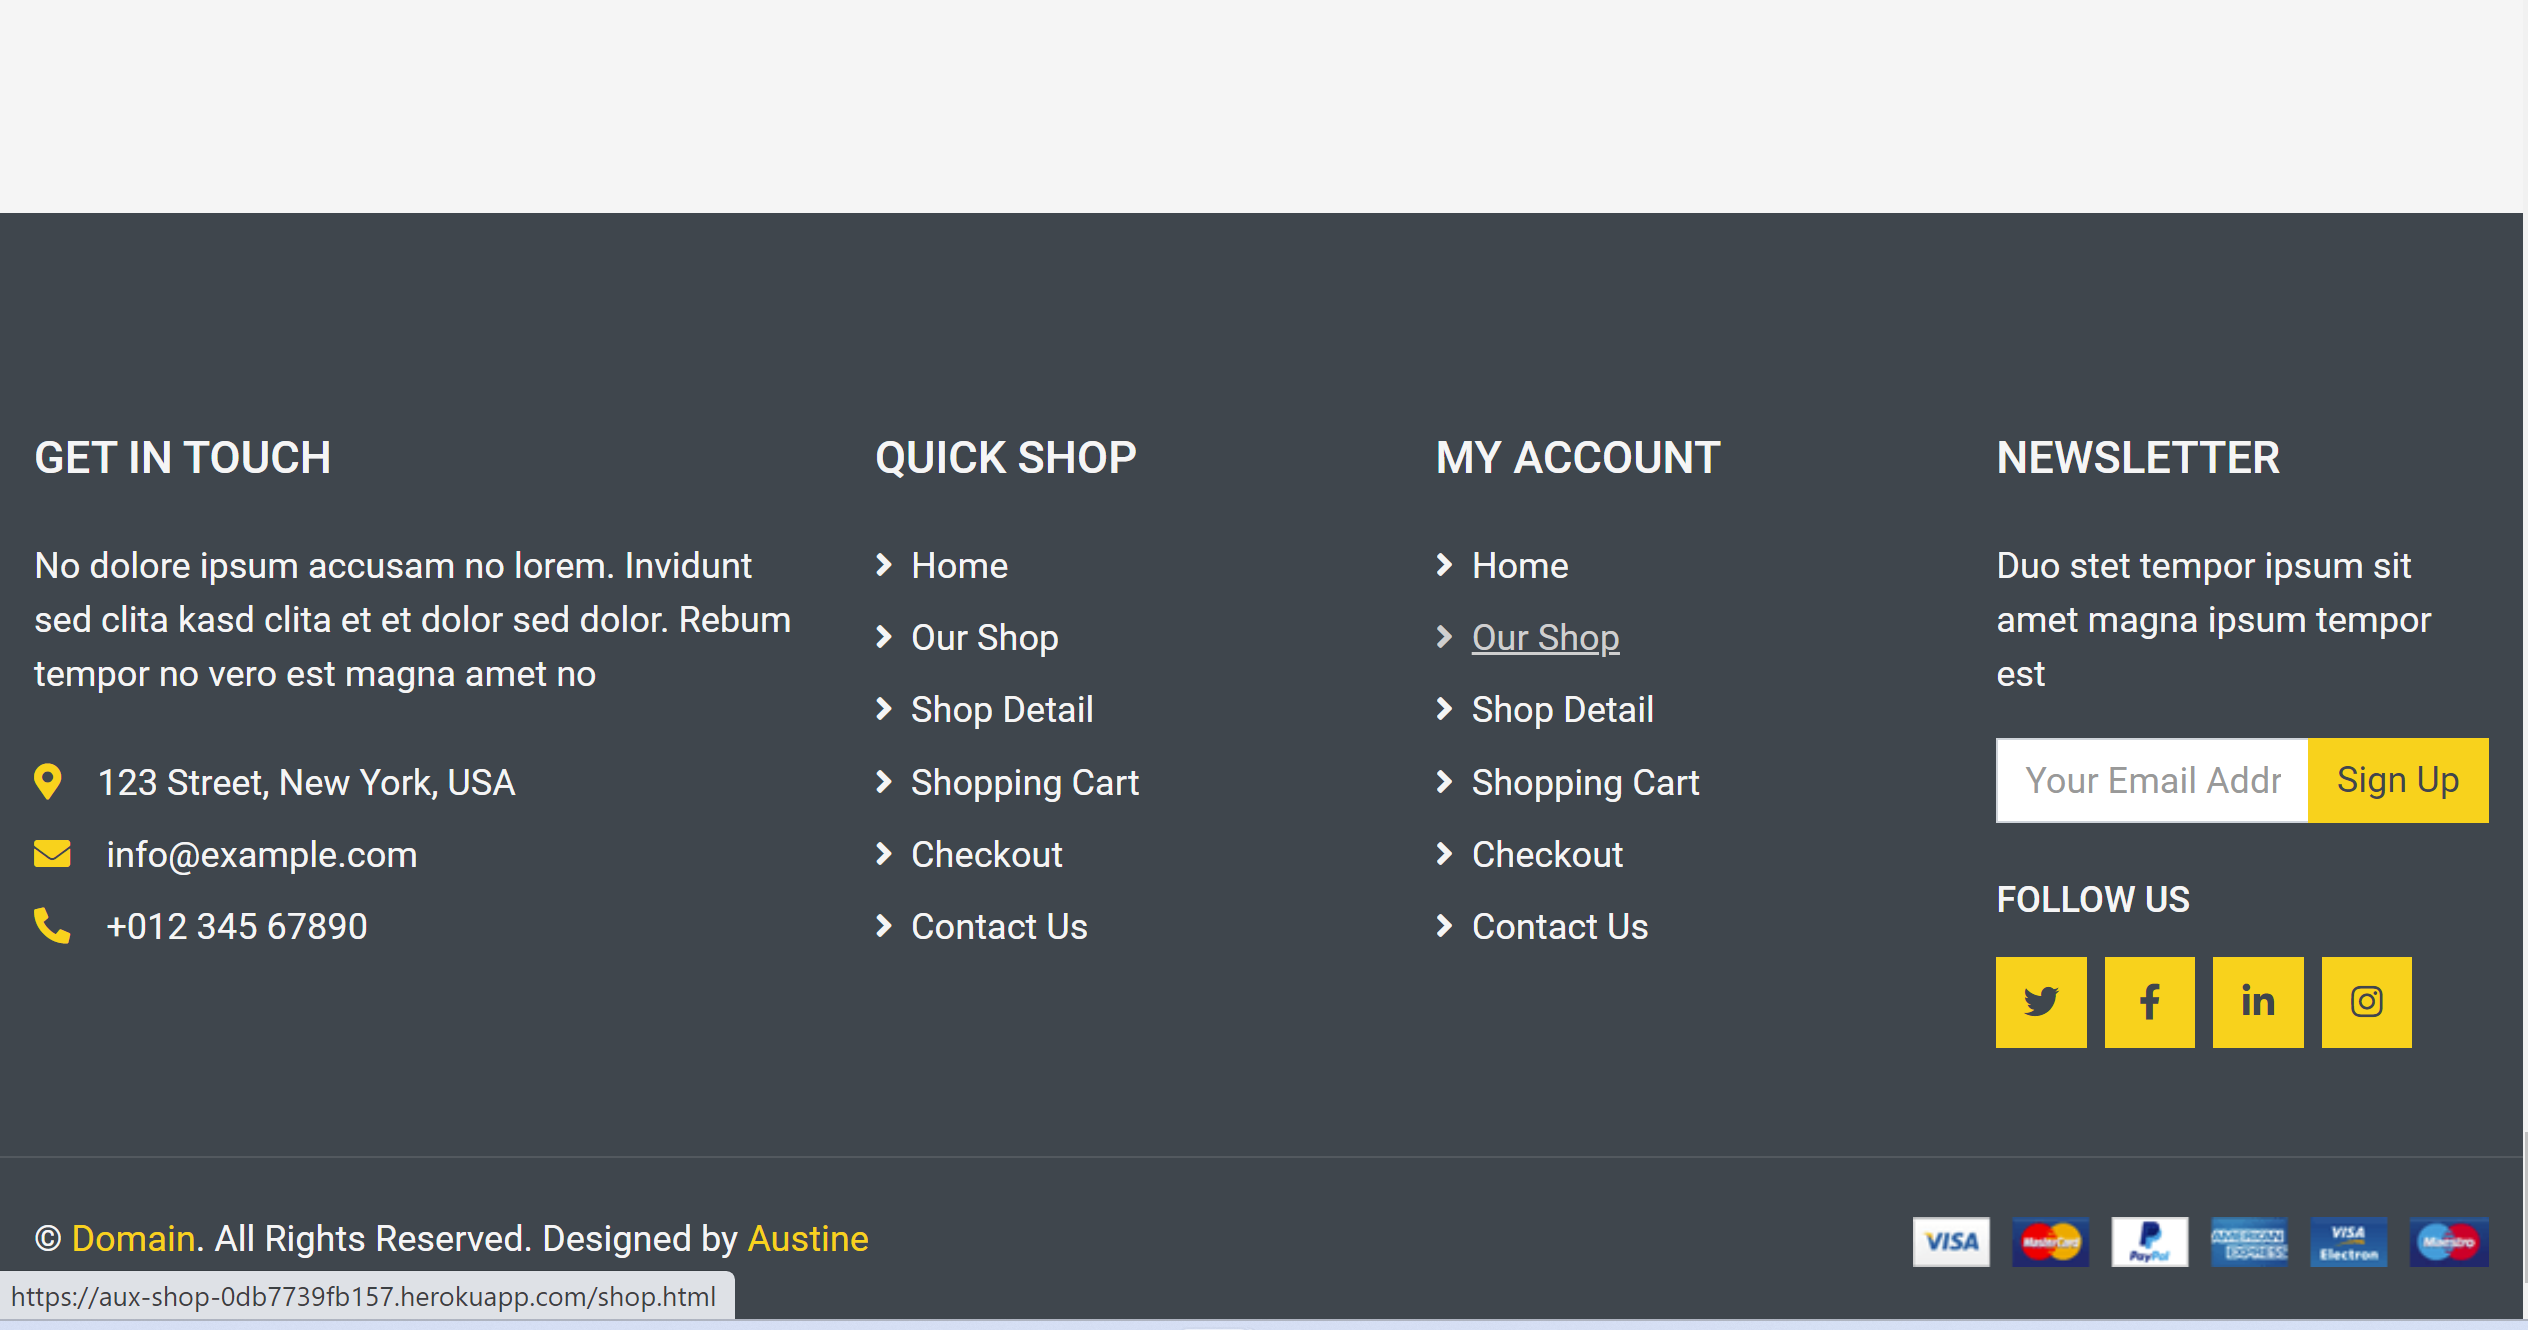 GET IN TOUCH
No dolore ipsum accusam no lorem. Invidunt
sed clita kasd clita et et dolor sed dolor. Rebum
tempor no vero est magna amet no
123 Street, New York, USA
info@example.com
+012 345 67890
QUICK SHOP
Home
Our Shop
Shop Detail
Shopping Cart
Checkout
Contact Us
MY ACCOUNT
Home
Our Shop
Shop Detail
Shopping Cart
Checkout
Contact Us
NEWSLETTER
Duo stet tempor ipsum sit
amet magna ipsum tempor
est
Your Email Addr
Sign Up
FOLLOW US
© Domain. All Rights Reserved. Designed by Austine
VISA
MasterCard
PayPal
AMERICAN
EXPRESS
VISA
Electron
Maestro
https://aux-shop-0db7739fb157.herokuapp.com/shop.html